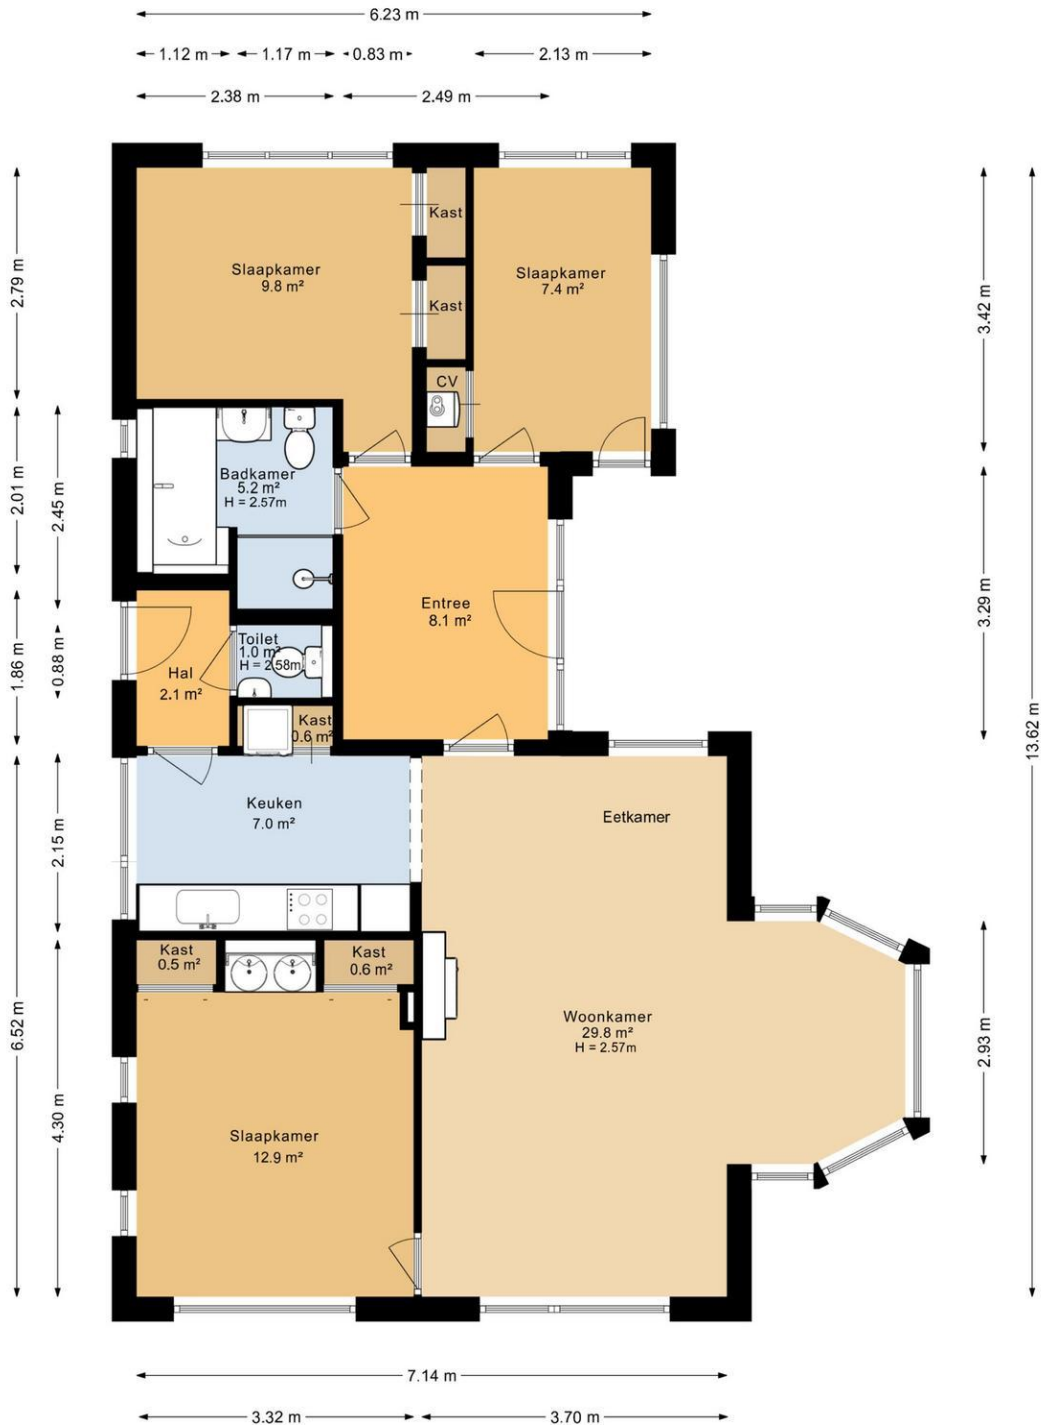 6.23 m
1.12 m
1.17 m
0.83 m
2.13 m
2.38 m
2.49 m
Kast
Slaapkamer
9.8 m²
Slaapkamer
7.4 m²
Kast
CV
2.79 m
3.42 m
Badkamer
5.2 m²
H = 2.57m
2.01 m
2.45 m
Entree
8.1 m²
3.29 m
Toilet
1.0 m²
H = 2.58m
Hal
2.1 m²
1.86 m
0.88 m
Kast
0.6 m²
13.62 m
Keuken
7.0 m²
Eetkamer
2.15 m
Kast
0.5 m²
Kast
0.6 m²
Woonkamer
29.8 m²
H = 2.57m
6.52 m
2.93 m
4.30 m
Slaapkamer
12.9 m²
7.14 m
3.32 m
3.70 m